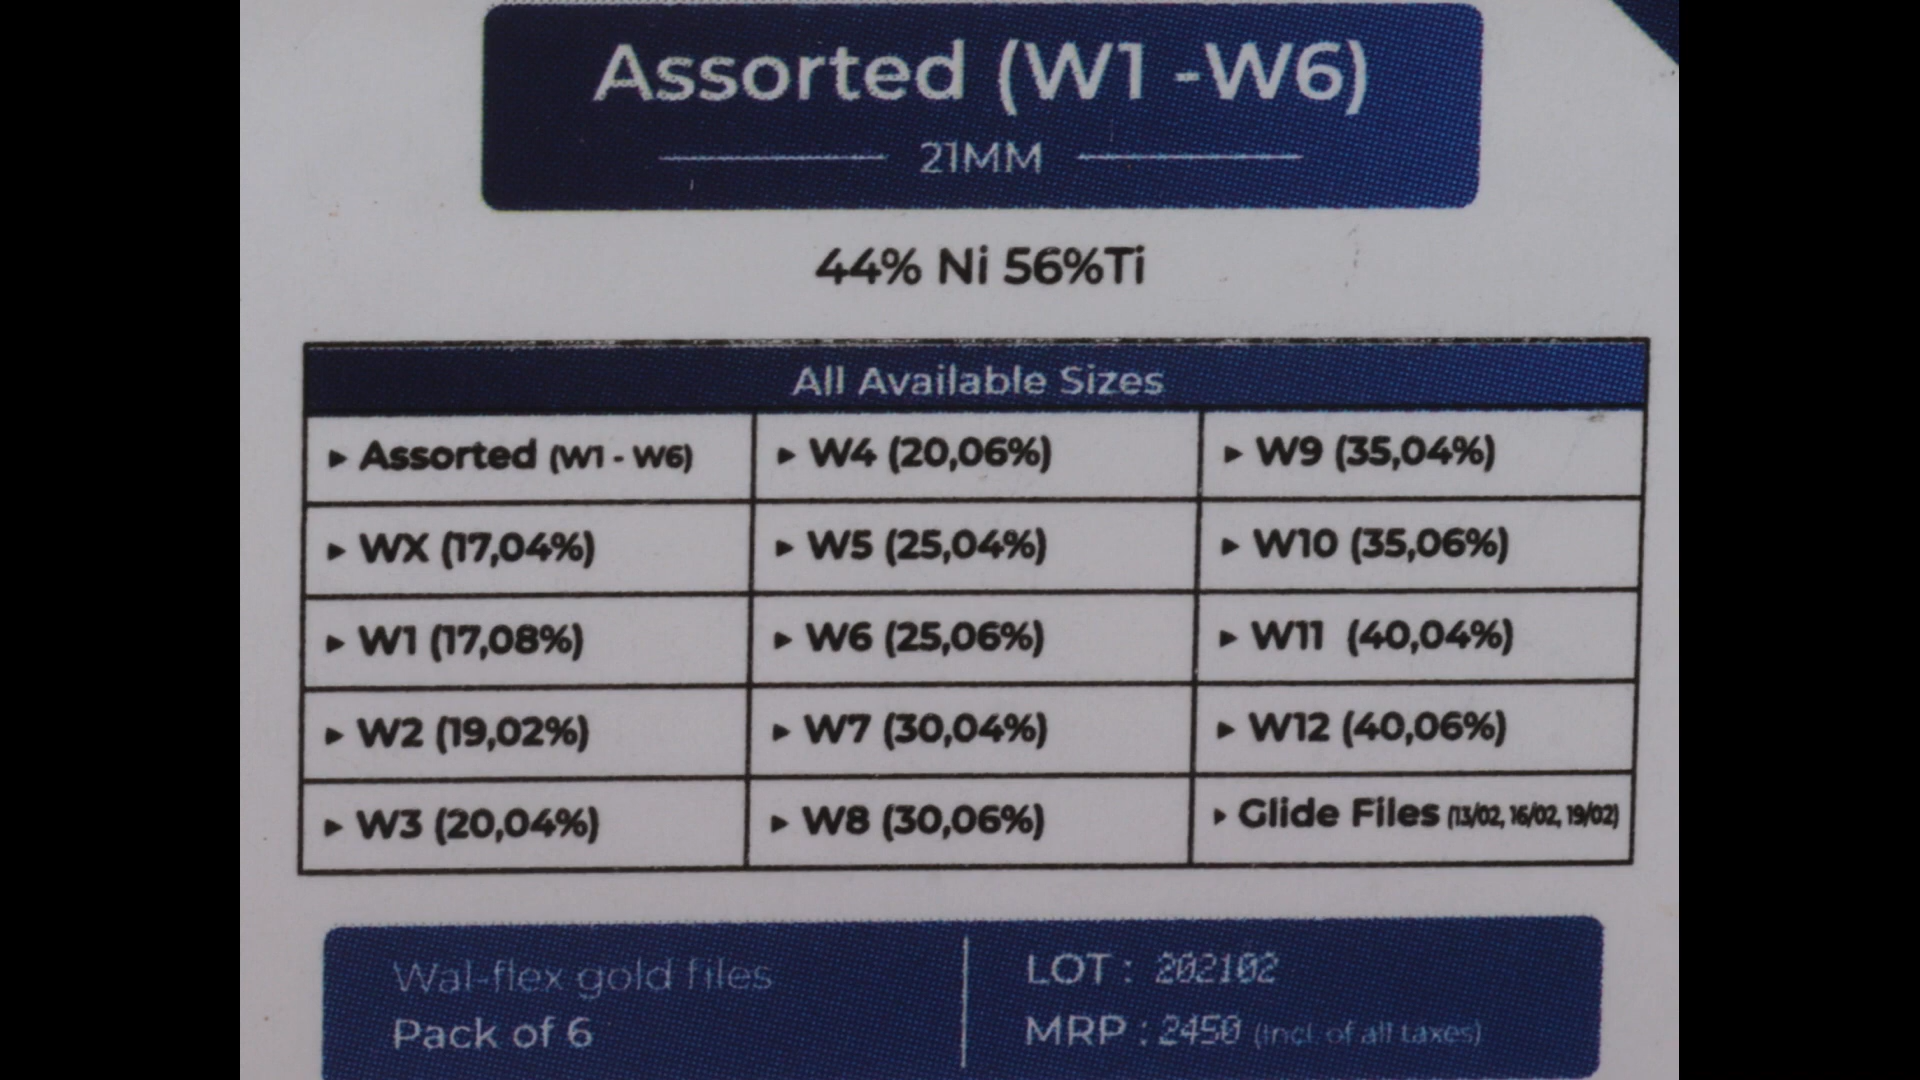 Assorted (W1 -W6)
21MM
44% Ni 56%Ti
All Available Sizes
▸ Assorted (W1 - W6)
▸ W4 (20,06%)
▸ W9 (35,04%)
▸ WX (17,04%)
▸ W5 (25,04%)
▸ W10 (35,06%)
▸ W1 (17,08%)
▸ W6 (25,06%)
▸ W11 (40,04%)
▸ W2 (19,02%)
▸ W7 (30,04%)
▸ W12 (40,06%)
▸ W3 (20,04%)
▸ W8 (30,06%)
▸ Glide Files (13/02, 16/02, 19/02)
Wal-flex gold files
Pack of 6
LOT : 202102
MRP : 2450 (Incl. of all taxes)